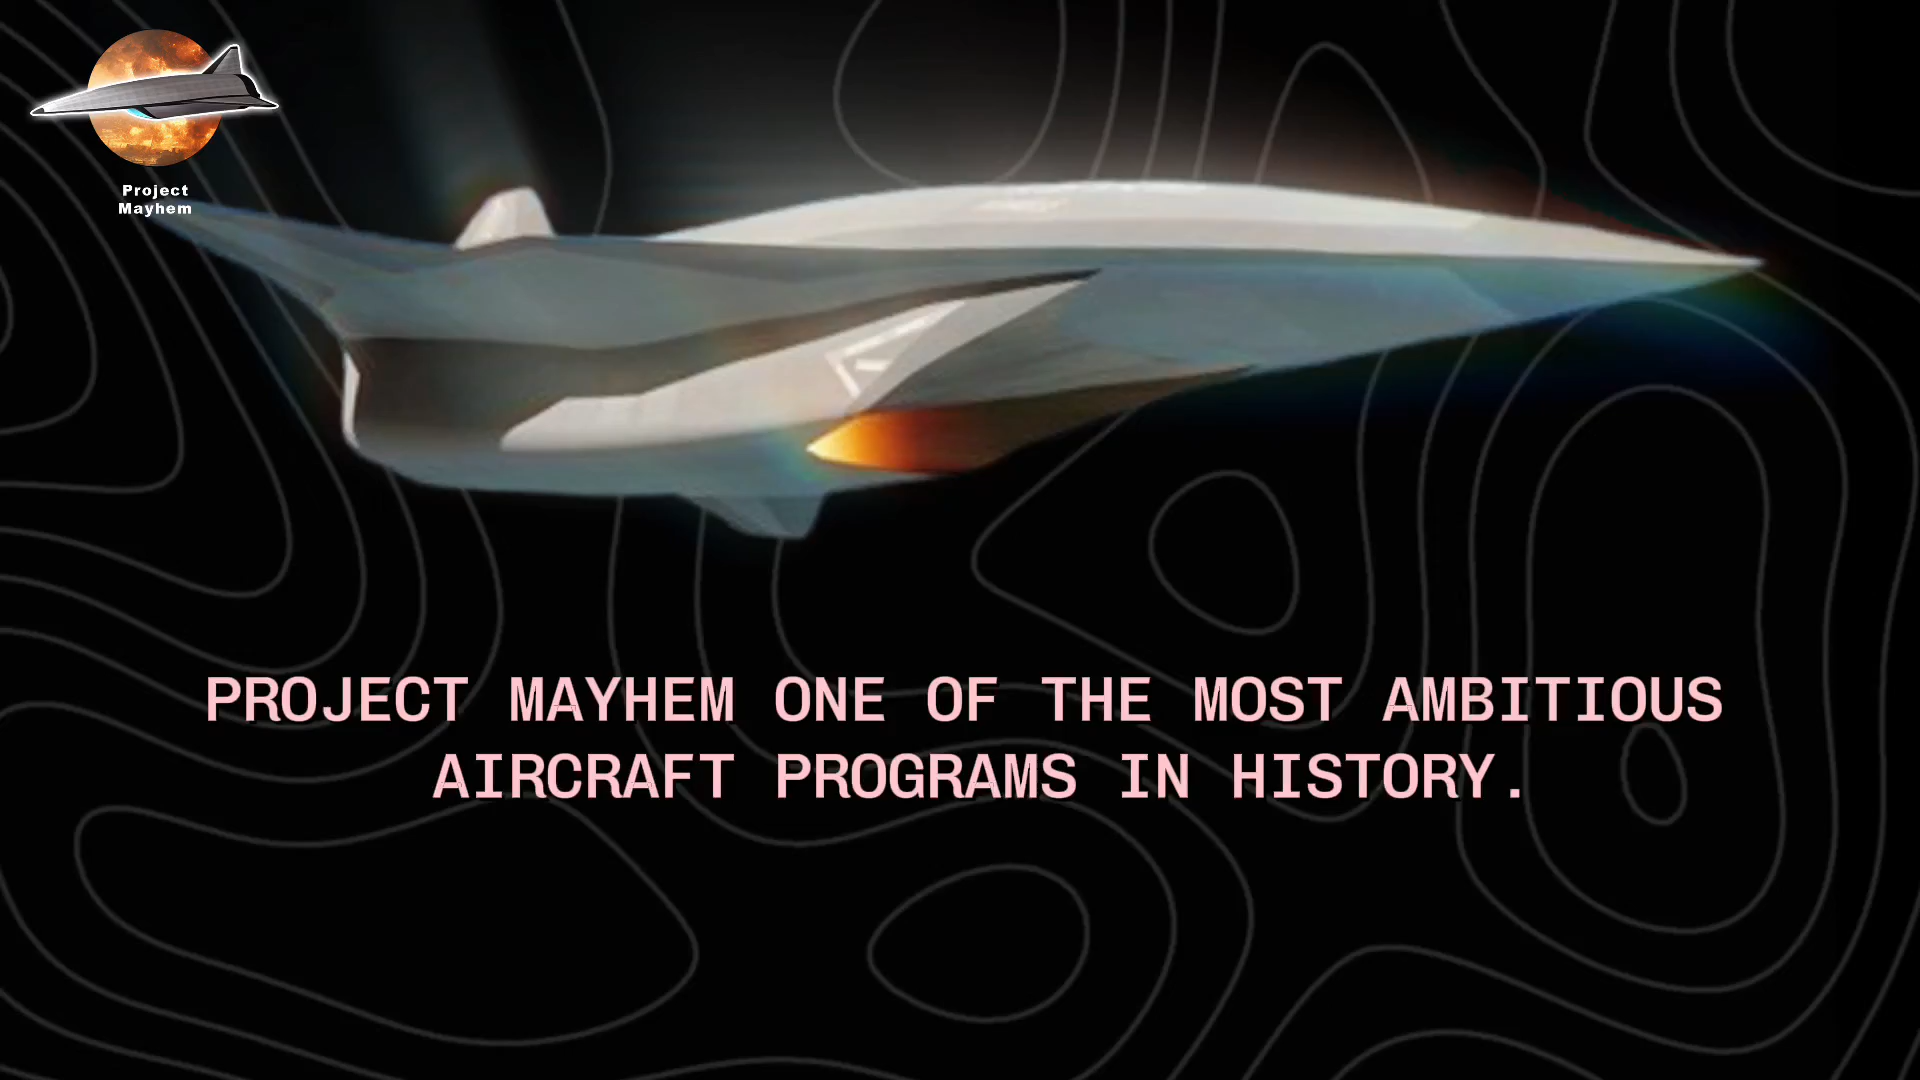 Project
Mayhem
PROJECT MAYHEM ONE OF THE MOST AMBITIOUS
AIRCRAFT PROGRAMS IN HISTORY.